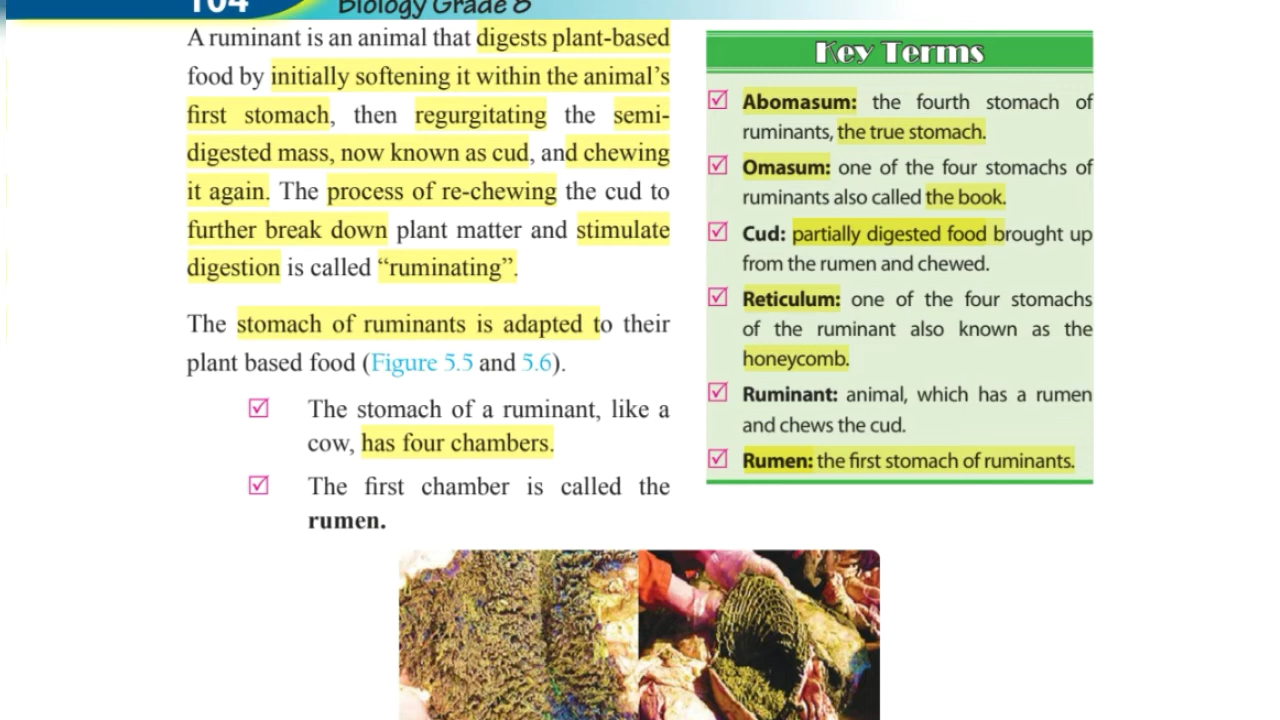 104
Biology Grade 8
A ruminant is an animal that digests plant-based
food by initially softening it within the animal's
first stomach, then regurgitating the semi-
digested mass, now known as cud, and chewing
it again. The process of re-chewing the cud to
further break down plant matter and stimulate
digestion is called “ruminating”.
The stomach of ruminants is adapted to their
plant based food (Figure 5.5 and 5.6).
☑ The stomach of a ruminant, like a
cow, has four chambers.
☑ The first chamber is called the
rumen.
Key Terms
☑ Abomasum: the fourth stomach of
ruminants, the true stomach.
☑ Omasum: one of the four stomachs of
ruminants also called the book.
☑ Cud: partially digested food brought up
from the rumen and chewed.
☑ Reticulum: one of the four stomachs
of the ruminant also known as the
honeycomb.
☑ Ruminant: animal, which has a rumen
and chews the cud.
☑ Rumen: the first stomach of ruminants.